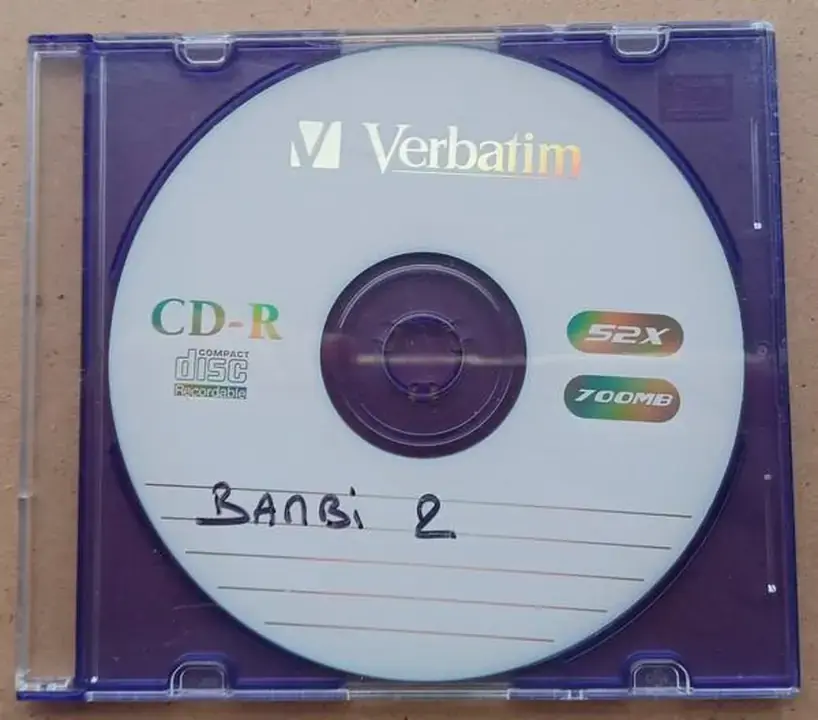 Verbatim
CD-R
52X
COMPACT
disc
Recordable
700MB
BANBi 2